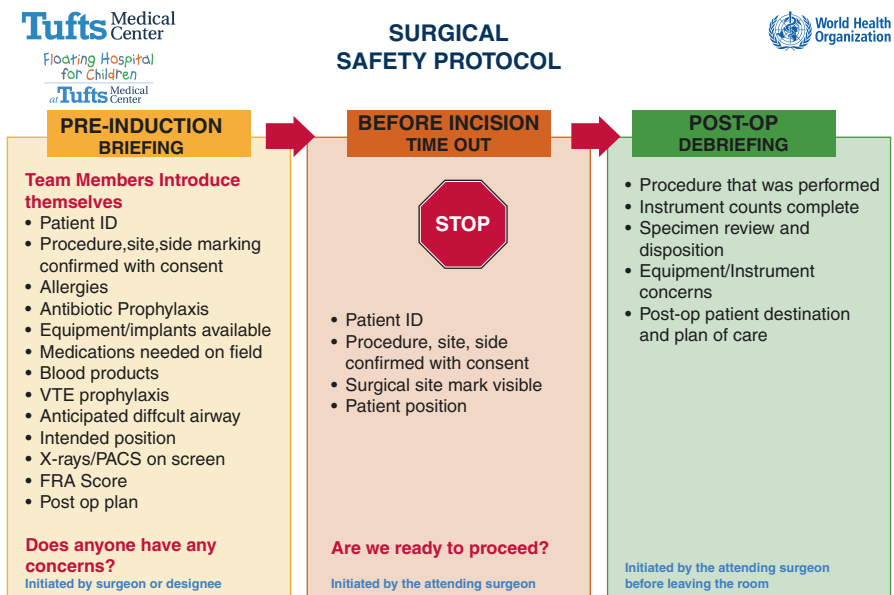 Tufts Medical Center
Floating Hospital
for Children
at Tufts Medical Center
SURGICAL
SAFETY PROTOCOL
World Health
Organization
PRE-INDUCTION
BRIEFING
Team Members Introduce
themselves
• Patient ID
• Procedure,site,side marking
confirmed with consent
• Allergies
• Antibiotic Prophylaxis
• Equipment/implants available
• Medications needed on field
• Blood products
• VTE prophylaxis
• Anticipated diffcult airway
• Intended position
• X-rays/PACS on screen
• FRA Score
• Post op plan
Does anyone have any
concerns?
Initiated by surgeon or designee
BEFORE INCISION
TIME OUT
STOP
• Patient ID
• Procedure, site, side
confirmed with consent
• Surgical site mark visible
• Patient position
Are we ready to proceed?
Initiated by the attending surgeon
POST-OP
DEBRIEFING
• Procedure that was performed
• Instrument counts complete
• Specimen review and
disposition
• Equipment/Instrument
concerns
• Post-op patient destination
and plan of care
Initiated by the attending surgeon
before leaving the room